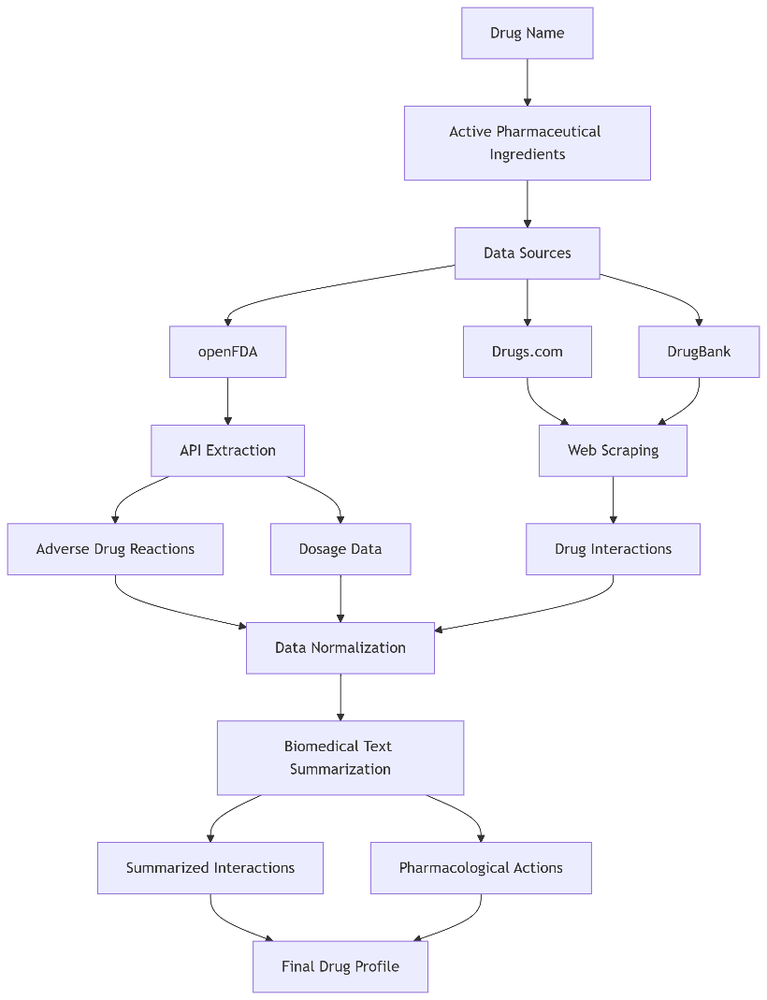 Drug Name
Active Pharmaceutical
Ingredients
Data Sources
openFDA
Drugs.com
DrugBank
API Extraction
Web Scraping
Adverse Drug Reactions
Dosage Data
Drug Interactions
Data Normalization
Biomedical Text
Summarization
Summarized Interactions
Pharmacological Actions
Final Drug Profile